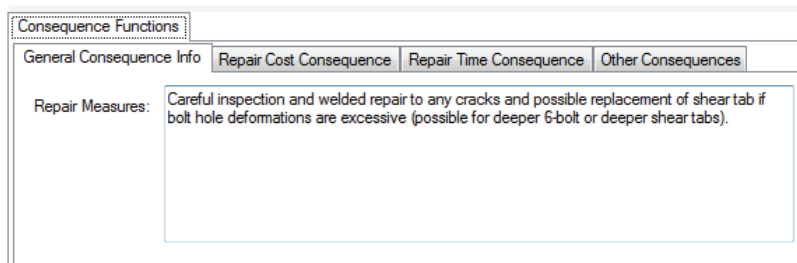 Consequence Functions
General Consequence Info Repair Cost Consequence Repair Time Consequence Other Consequences
Repair Measures: Careful inspection and welded repair to any cracks and possible replacement of shear tab if
bolt hole deformations are excessive (possible for deeper 6-bolt or deeper shear tabs).